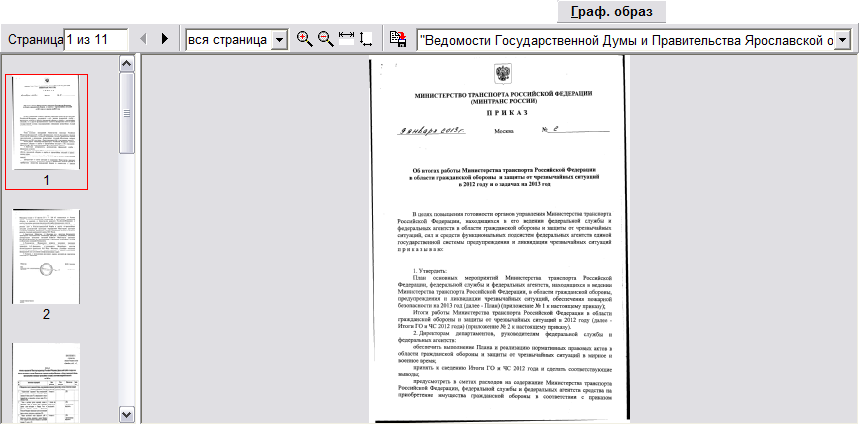 Граф. образ
Страница 1 из 11 вся страница "Ведомости Государственной Думы и Правительства Ярославской о
1
2
МИНИСТЕРСТВО ТРАНСПОРТА РОССИЙСКОЙ ФЕДЕРАЦИИ
(МИНТРАНС РОССИИ)
П Р И К А З
9 января 2013г. Москва № 2
Об итогах работы Министерства транспорта Российской Федерации
в области гражданской обороны и защиты от чрезвычайных ситуаций
в 2012 году и о задачах на 2013 год
В целях повышения готовности органов управления Министерства транспорта
Российской Федерации, находящихся в его ведении федеральной службы и
федеральных агентств в области гражданской обороны и защиты от чрезвычайных
ситуаций, сил и средств функциональных подсистем федеральных агентств единой
государственной системы предупреждения и ликвидации чрезвычайных ситуаций
п р и к а з ы в а ю:
1. Утвердить:
План основных мероприятий Министерства транспорта Российской
Федерации, федеральной службы и федеральных агентств, находящихся в ведении
Министерства транспорта Российской Федерации, в области гражданской обороны,
предупреждения и ликвидации чрезвычайных ситуаций, обеспечения пожарной
безопасности на 2013 год (далее - План) (приложение № 1 к настоящему приказу);
Итоги работы Министерства транспорта Российской Федерации в области
гражданской обороны и защиты от чрезвычайных ситуаций в 2012 году (далее -
Итоги ГО и ЧС 2012 года) (приложение № 2 к настоящему приказу).
2. Директорам департаментов, руководителям федеральной службы и
федеральных агентств:
обеспечить выполнение Плана и реализацию нормативных правовых актов в
области гражданской обороны и защиты от чрезвычайных ситуаций в мирное и
военное время;
принять к сведению Итоги ГО и ЧС 2012 года и сделать соответствующие
выводы;
предусмотреть в сметах расходов на содержание Министерства транспорта
Российской Федерации, федеральной службы и федеральных агентств средства на
приобретение имущества гражданской обороны в соответствии с приказом